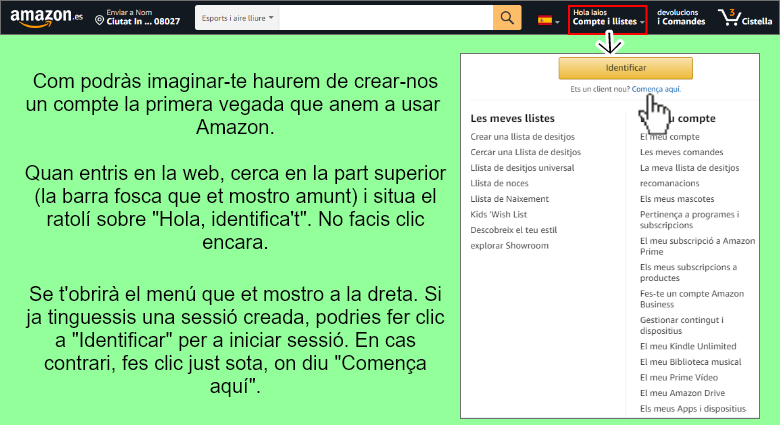 amazon.es
Enviar a Nom
Ciutat In ... 08027
Esports i aire lliure
Hola Iaios
Compte i llistes
devolucions
i Comandes
3
Cistella
Com podràs imaginar-te haurem de crear-nos
un compte la primera vegada que anem a usar
Amazon.
Quan entris en la web, cerca en la part superior
(la barra fosca que et mostro amunt) i situa el
ratolí sobre "Hola, identifica't". No facis clic
encara.
Se t'obrirà el menú que et mostro a la dreta. Si
ja tinguessis una sessió creada, podries fer clic
a "Identificar" per a iniciar sessió. En cas
contrari, fes clic just sota, on diu "Comença
aquí".
Identificar
Ets un client nou? Comença aquí.
Les meves llistes
Crear una llista de desitjos
Cercar una Llista de desitjos
Llista de desitjos universal
Llista de noces
Llista de Naixement
Kids 'Wish List
Descobreix el teu estil
explorar Showroom
u compte
El meu compte
Les meves comandes
La meva llista de desitjos
recomanacions
Els meus mascotes
Pertinença a programes i
subscripcions
El meu subscripció a Amazon
Prime
Els meus subscripcions a
productes
Fes-te un compte Amazon
Business
Gestionar contingut i
dispositius
El meu Kindle Unlimited
El meu Biblioteca musical
El meu Prime Vídeo
El meu Amazon Drive
Els meus Apps i dispositius